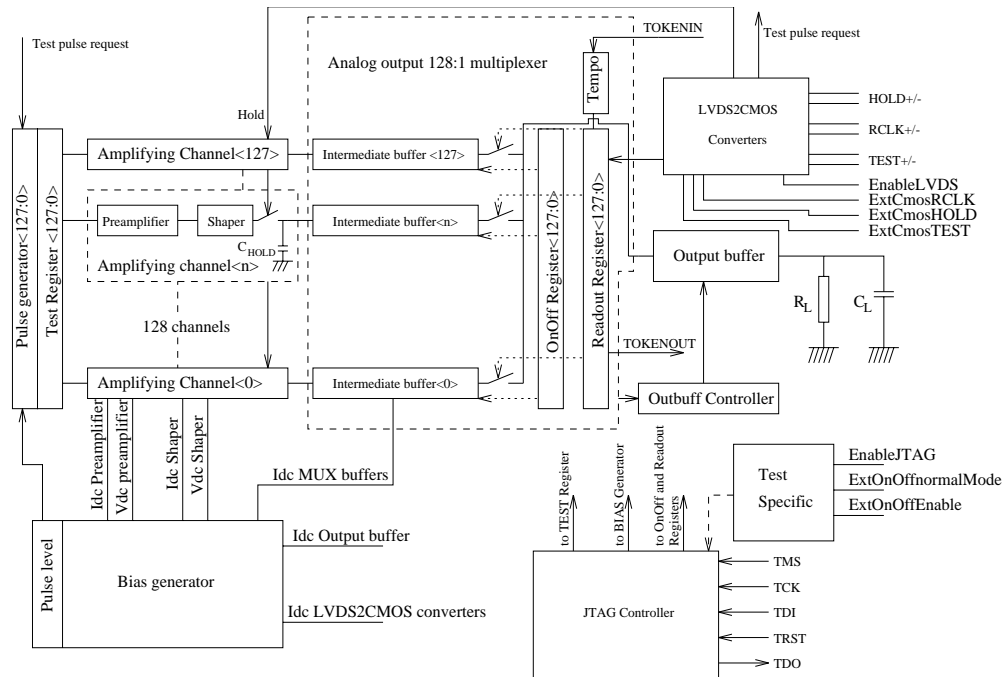 Test pulse request
TOKENIN
Test pulse request
Analog output 128:1 multiplexer
Tempo
LVDS2CMOS
Converters
HOLD+/-
RCLK+/-
TEST+/-
EnableLVDS
ExtCmosRCLK
ExtCmosHOLD
ExtCmosTEST
Hold
Pulse generator<127:0>
Test Register <127:0>
Amplifying Channel<127>
Intermediate buffer <127>
Preamplifier
Shaper
C HOLD
Amplifying channel<n>
Intermediate buffer<n>
OnOff Register<127:0>
Readout Register<127:0>
Output buffer
R L
C L
128 channels
TOKENOUT
Amplifying Channel<0>
Intermediate buffer<0>
Outbuff Controller
Idc Preamplifier
Vdc preamplifier
Idc Shaper
Vdc Shaper
Idc MUX buffers
Pulse level
Bias generator
Idc Output buffer
Idc LVDS2CMOS converters
to TEST Register
to BIAS Generator
to OnOff and Readout
Registers
Test
Specific
EnableJTAG
ExtOnOffnormalMode
ExtOnOffEnable
JTAG Controller
TMS
TCK
TDI
TRST
TDO